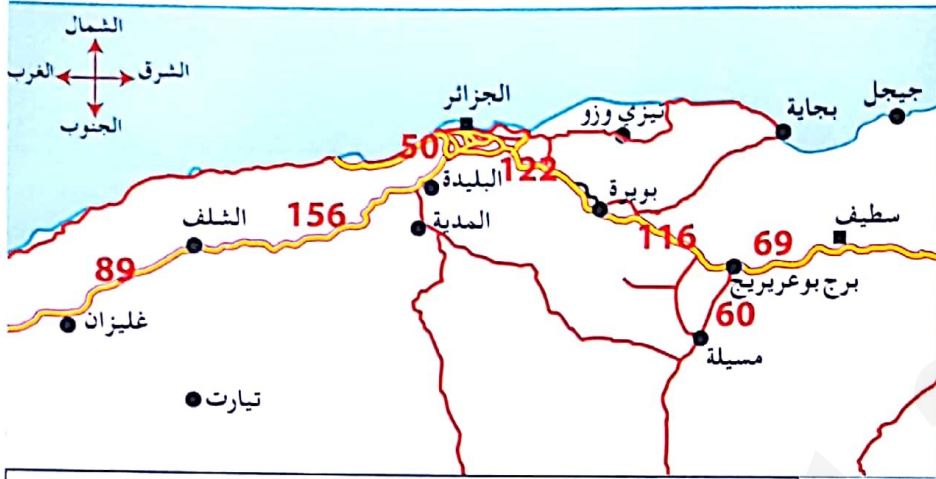 الشمال
الغرب
الشرق
الجنوب
الجزائر
تيزي وزو
بجاية
جيجل
50
البليدة
122
بويرة
المدية
156
الشلف
116
69
سطيف
برج بوعريريج
89
غليزان
60
مسيلة
تيارت